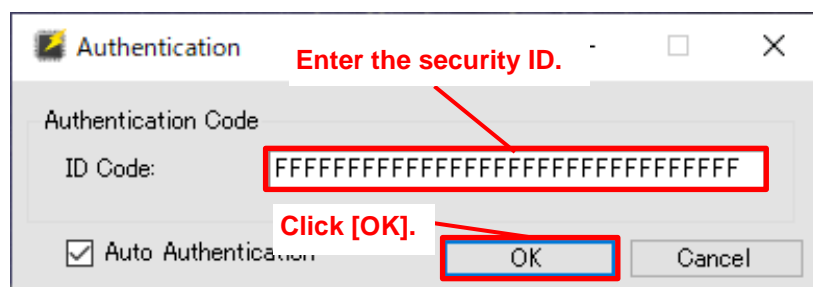 Authentication
Enter the security ID.
Authentication Code
ID Code: FFFFFFFFFFFFFFFFFFFFFFFFFFFFFFFF
Click [OK].
Auto Authentication
OK
Cancel